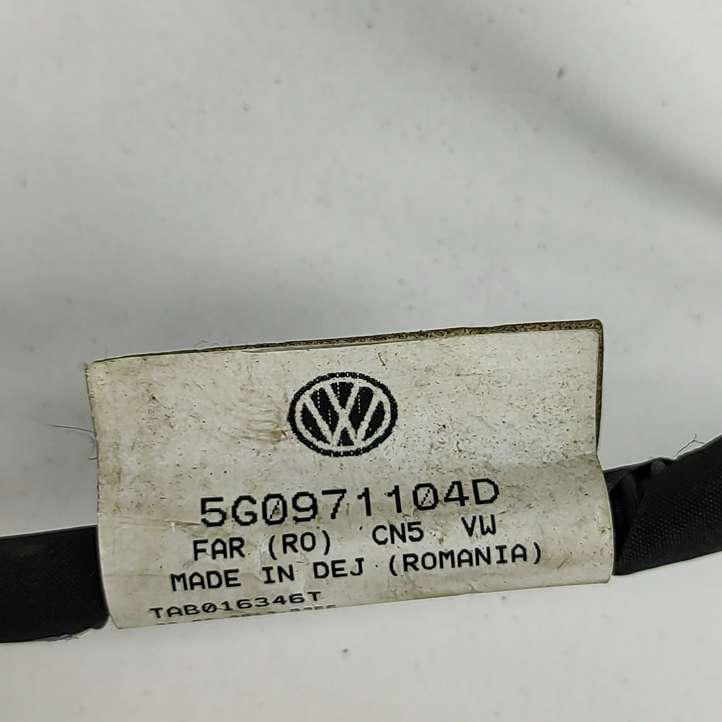 5G0971104D
FAR (RO) CN5 VW
MADE IN DEJ (ROMANIA)
TAB016346T